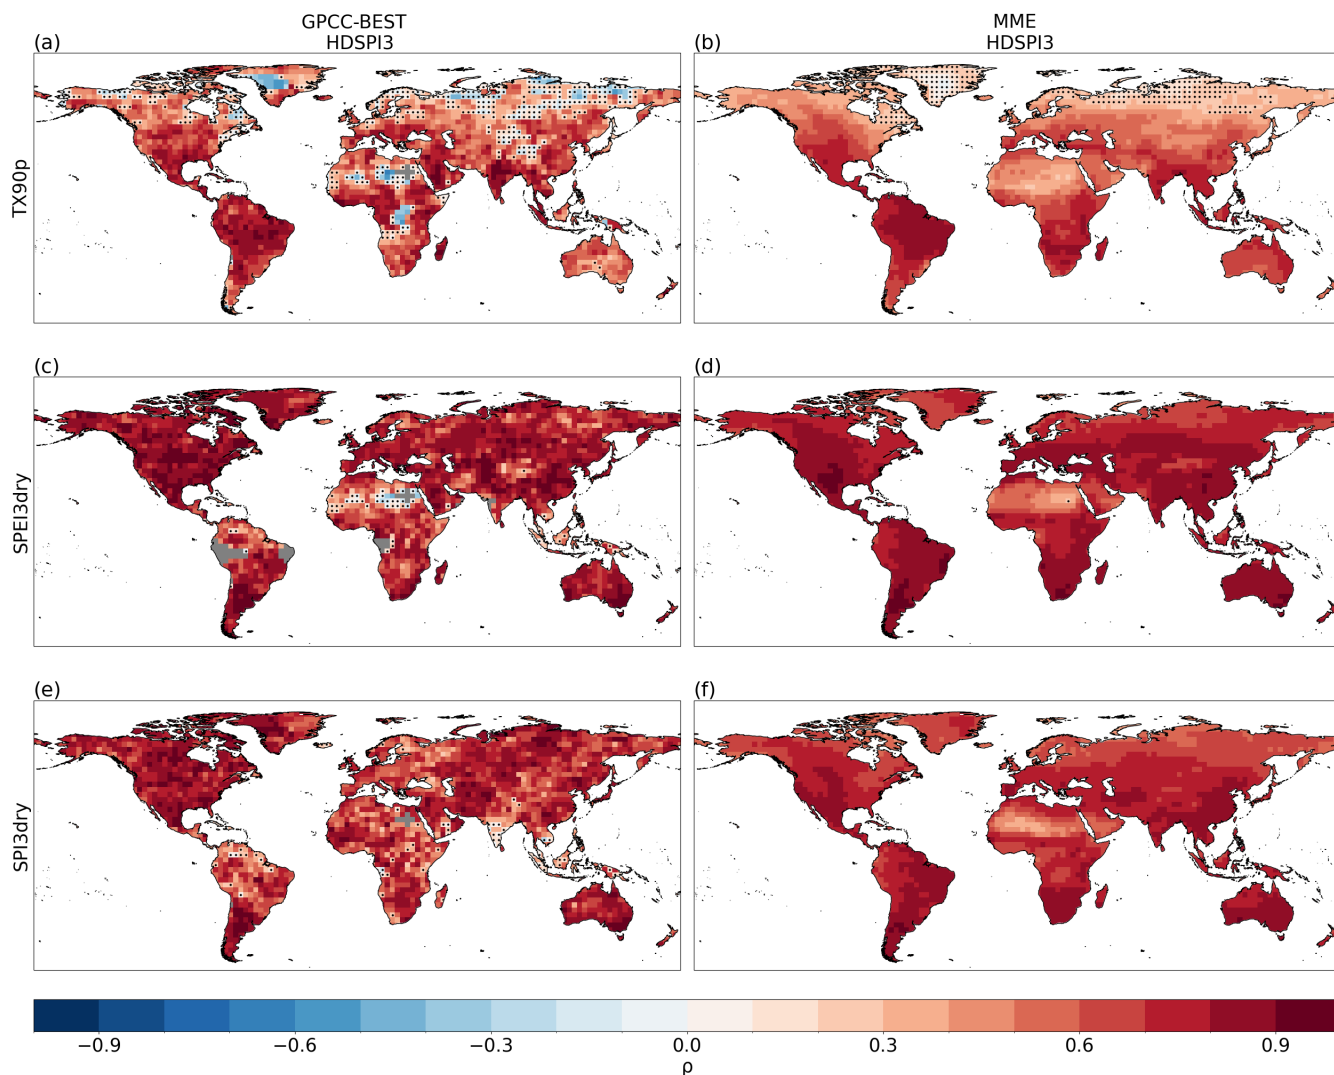 GPCC-BEST
HDSPI3
MME
HDSPI3
(a)
(b)
TX90p
(c)
(d)
SPEI3dry
(e)
(f)
SPI3dry
−0.9
−0.6
−0.3
0.0
0.3
0.6
0.9
ρ